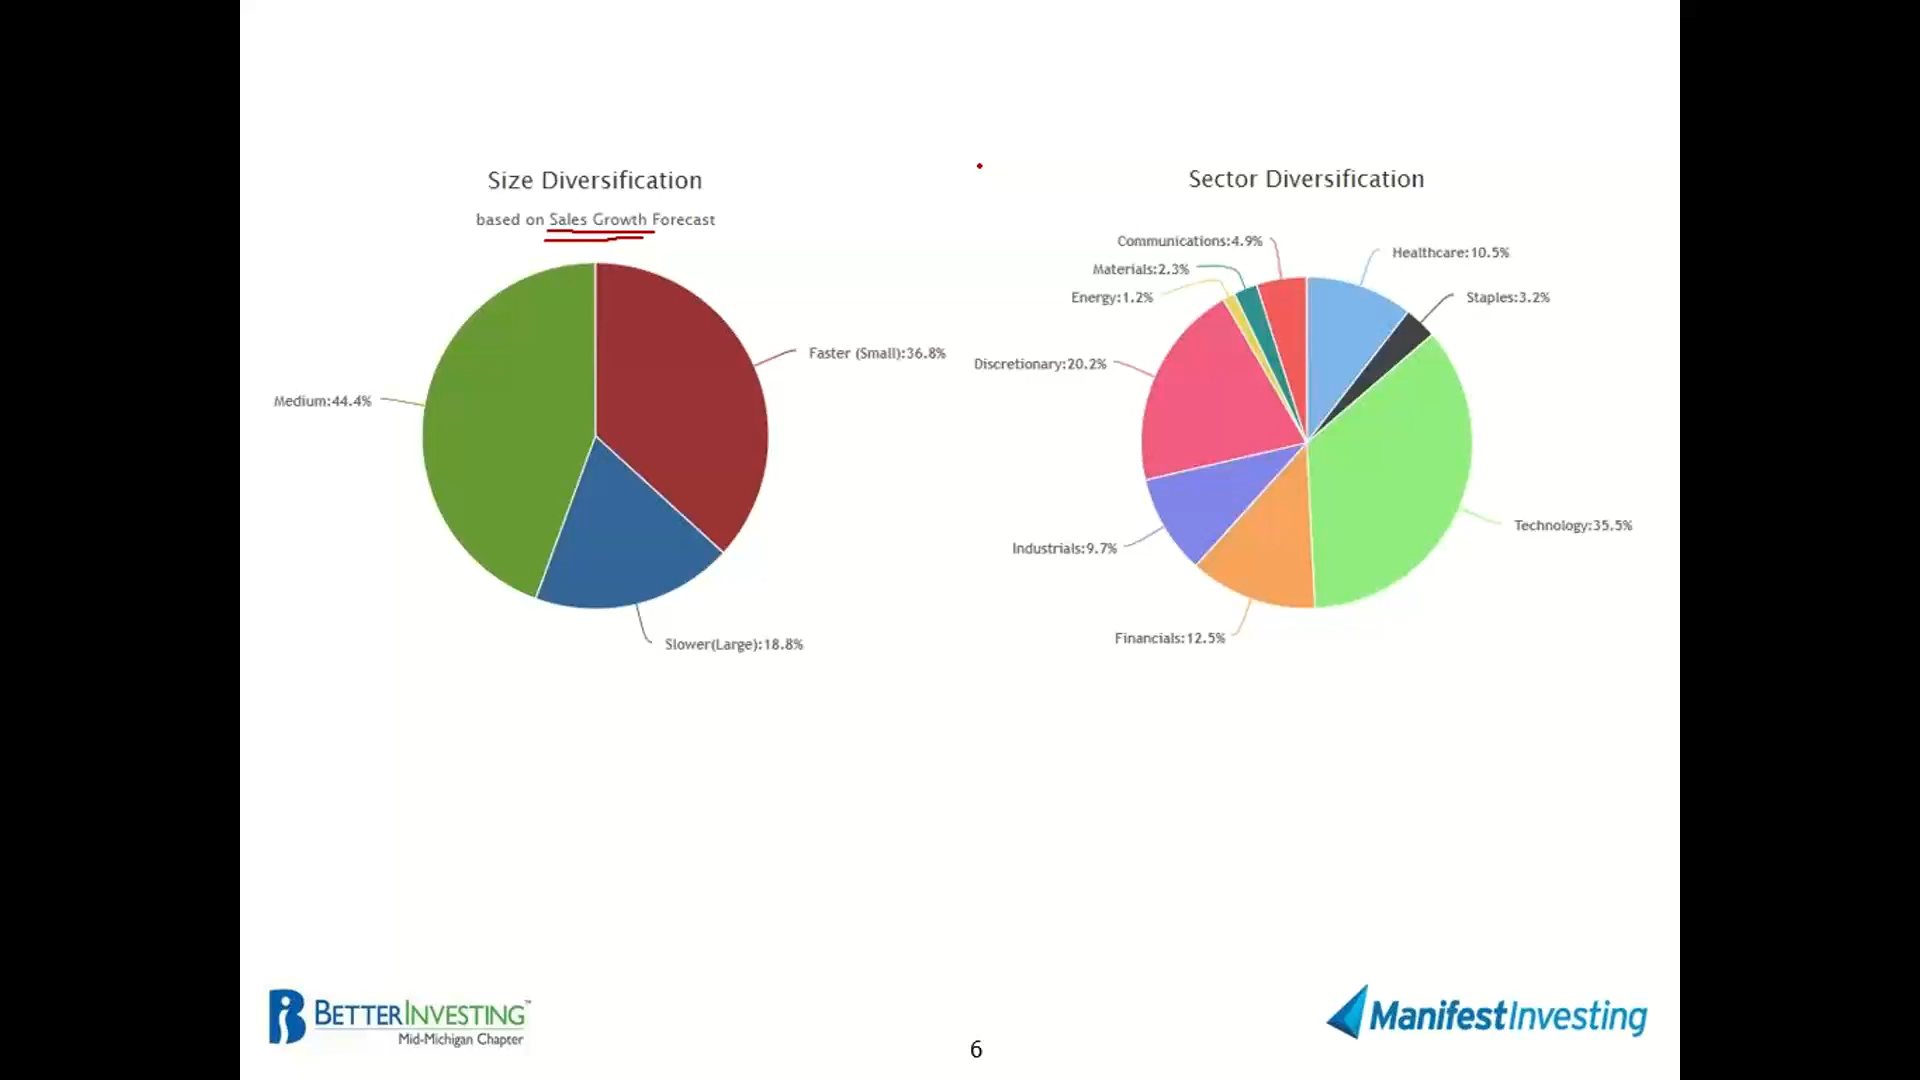 Size Diversification
based on Sales Growth Forecast
Faster (Small):36.8%
Medium:44.4%
Slower(Large):18.8%
Sector Diversification
Communications:4.9%
Healthcare:10.5%
Materials:2.3%
Energy:1.2%
Staples:3.2%
Discretionary:20.2%
Technology:35.5%
Industrials:9.7%
Financials:12.5%
BETTERINVESTING™
Mid-Michigan Chapter
6
ManifestInvesting